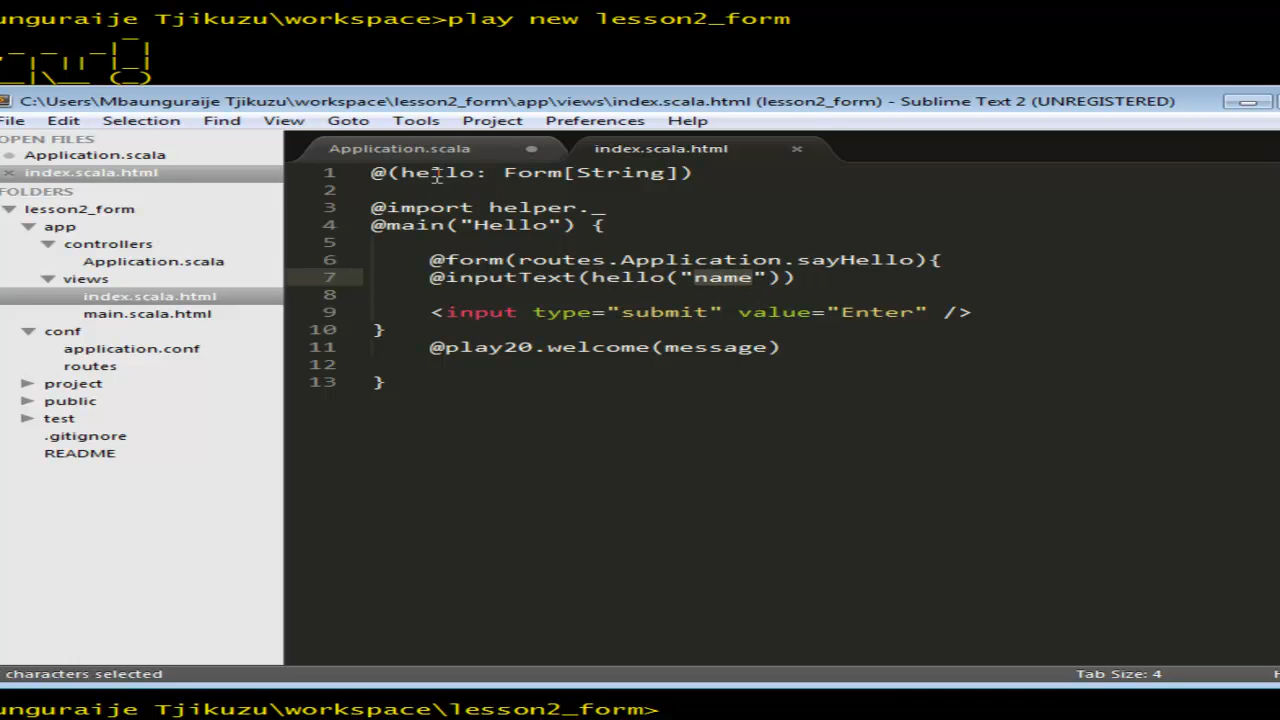 unguraije Tjikuzu\workspace>play new lesson2_form
C:\Users\Mbaunguraije Tjikuzu\workspace\lesson2_form\app\views\index.scala.html (lesson2_form) - Sublime Text 2 (UNREGISTERED)
File Edit Selection Find View Goto Tools Project Preferences Help
OPEN FILES
Application.scala
index.scala.html
FOLDERS
lesson2_form
app
controllers
Application.scala
views
index.scala.html
main.scala.html
conf
application.conf
routes
project
public
test
.gitignore
README
Application.scala index.scala.html
1 @(hello: Form[String])
2
3 @import helper._
4 @main("Hello") {
5
6 @form(routes.Application.sayHello){
7 @inputText(hello("name"))
8
9 <input type="submit" value="Enter" />
10 }
11 @play20.welcome(message)
12
13 }
characters selected
Tab Size: 4
unguraije Tjikuzu\workspace\lesson2_form>